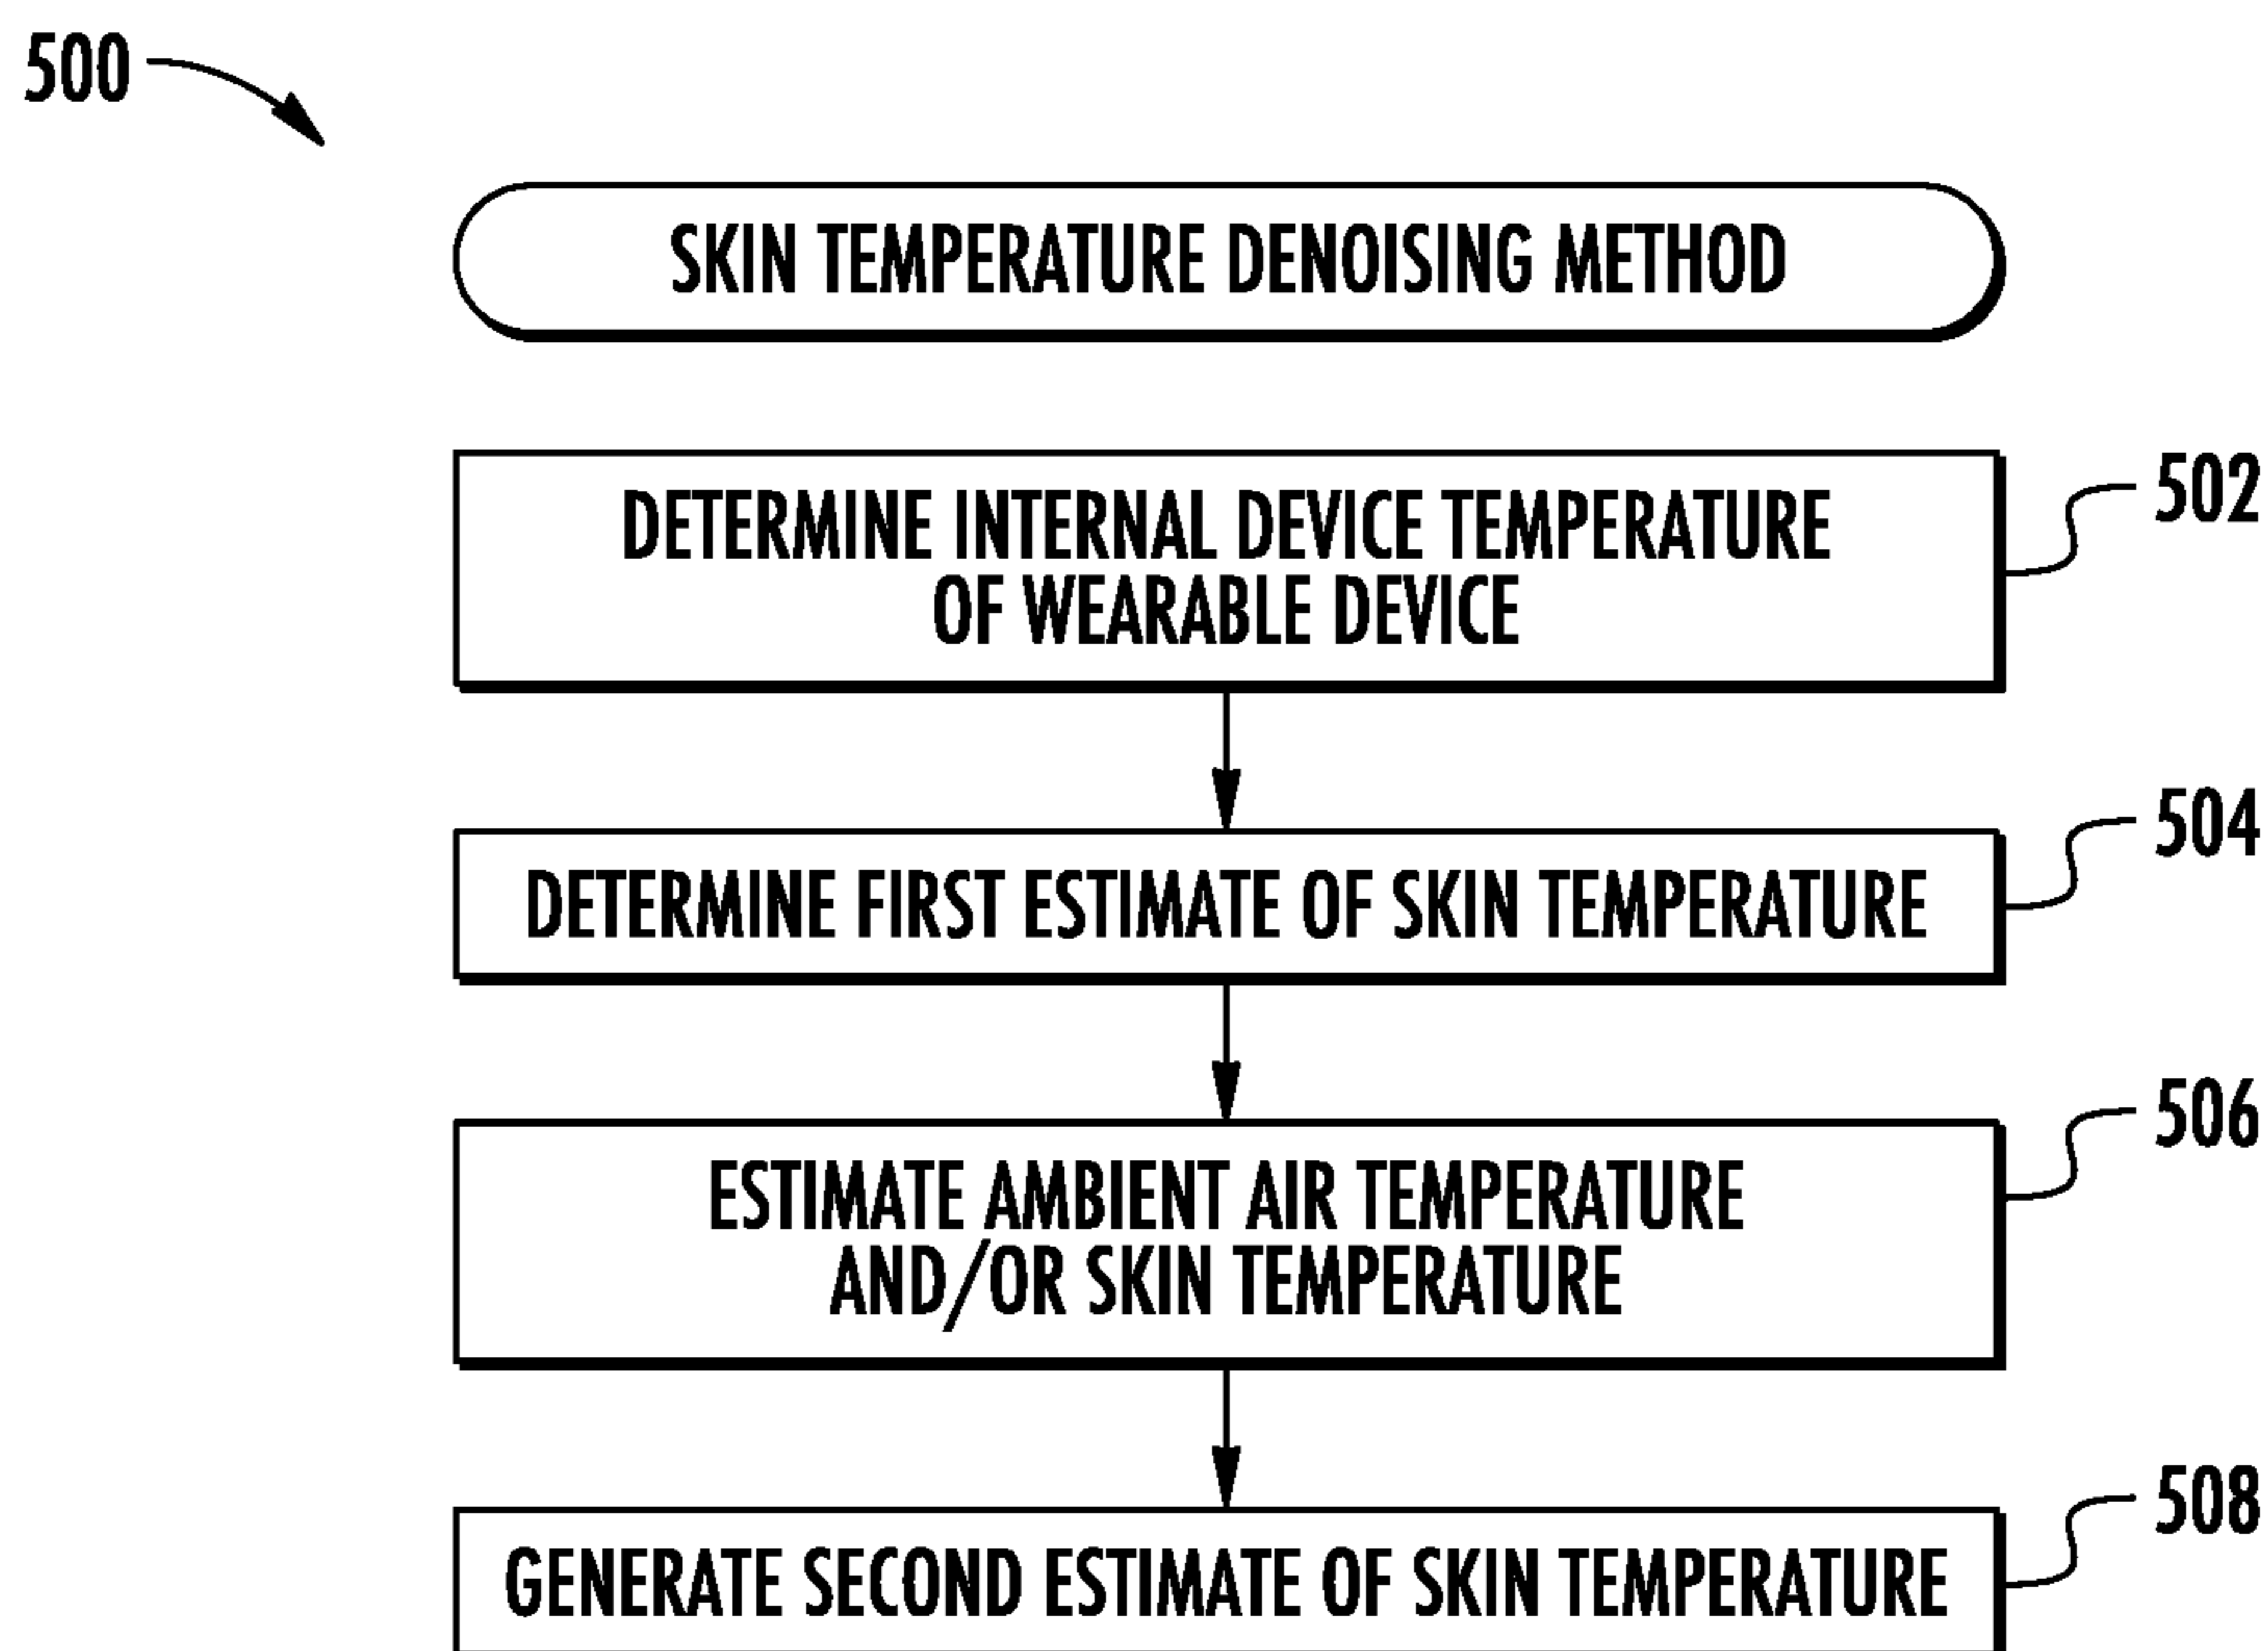 500
SKIN TEMPERATURE DENOISING METHOD
DETERMINE INTERNAL DEVICE TEMPERATURE
OF WEARABLE DEVICE
502
DETERMINE FIRST ESTIMATE OF SKIN TEMPERATURE
504
ESTIMATE AMBIENT AIR TEMPERATURE
AND/OR SKIN TEMPERATURE
506
GENERATE SECOND ESTIMATE OF SKIN TEMPERATURE
508